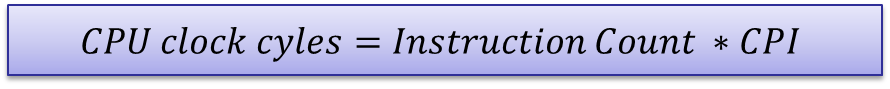 CPU clock cyles = Instruction Count * CPI